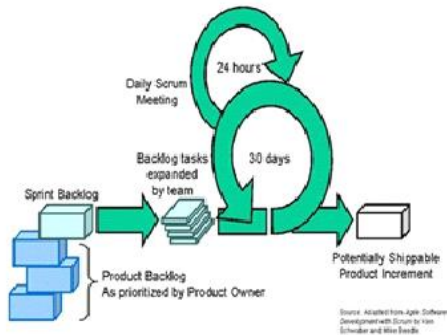 24 hours
Daily Scrum
Meeting
Backlog tasks
expanded
by team
30 days
Sprint Backlog
Potentially Shippable
Product Increment
Product Backlog
As prioritized by Product Owner
Source: Adapted from Agile Software
Development with Scrum by Ken
Schwaber and Mike Beedle